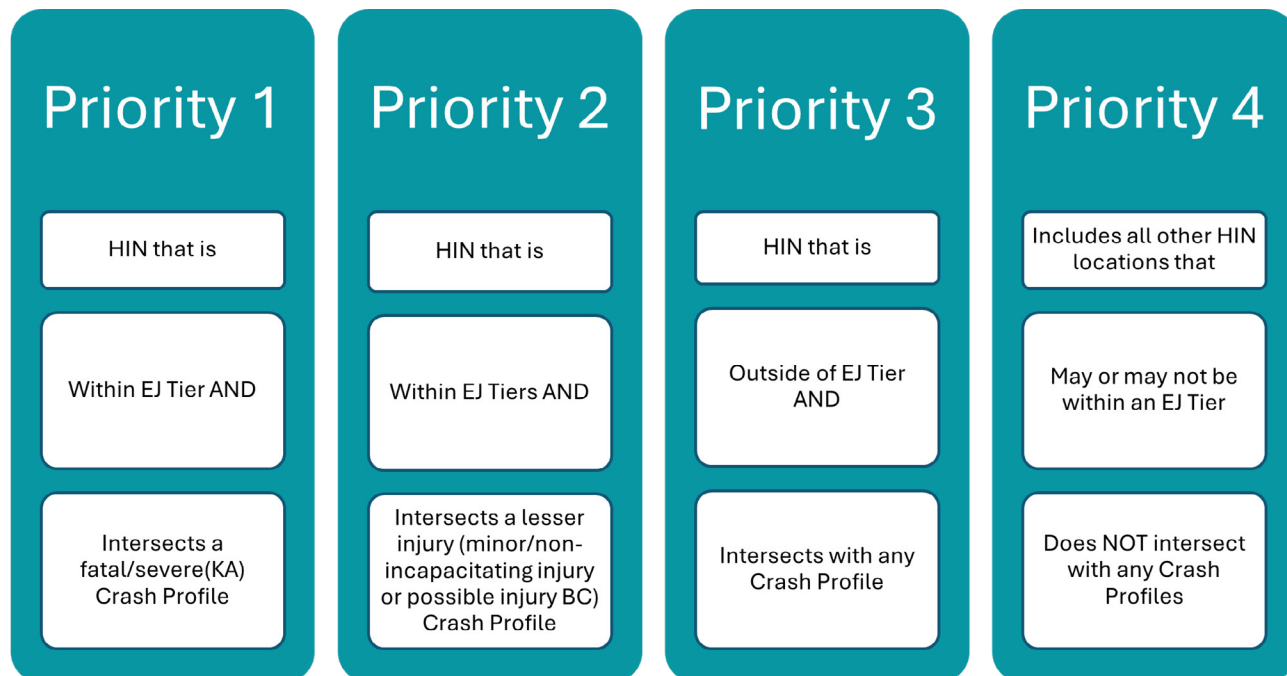 Priority 1
HIN that is
Within EJ Tier AND
Intersects a
fatal/severe(KA)
Crash Profile
Priority 2
HIN that is
Within EJ Tiers AND
Intersects a lesser
injury (minor/non-
incapacitating injury
or possible injury BC)
Crash Profile
Priority 3
HIN that is
Outside of EJ Tier
AND
Intersects with any
Crash Profile
Priority 4
Includes all other HIN
locations that
May or may not be
within an EJ Tier
Does NOT intersect
with any Crash
Profiles